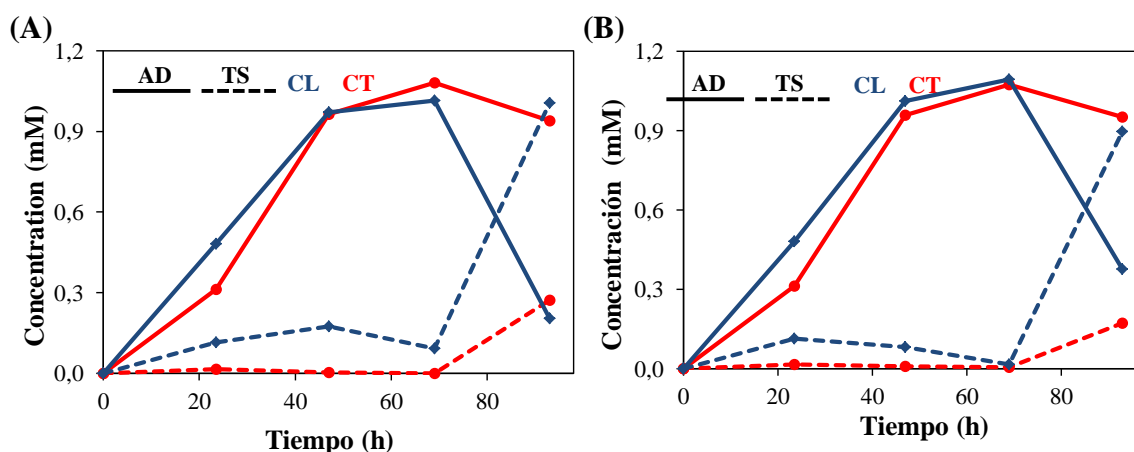 (A)
1,2
0,9
0,6
0,3
0,0
Concentration (mM)
AD TS CL CT
0 20 40 60 80
Tiempo (h)
(B)
1,2
0,9
0,6
0,3
0,0
Concentración (mM)
AD TS CL CT
0 20 40 60 80
Tiempo (h)